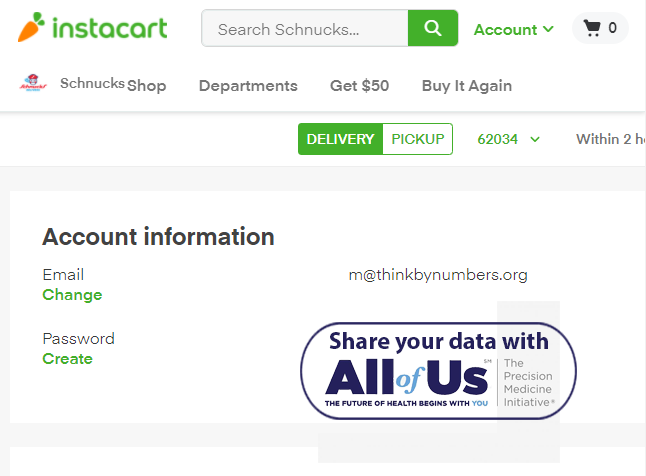 instacart
Search Schnucks...
Account
0
Schnucks
Shop
Departments
Get $50
Buy It Again
DELIVERY
PICKUP
62034
Within 2 h
Account information
Email
m@thinkbynumbers.org
Change
Password
Create
Share your data with
All of Us℠
The
Precision
Medicine
Initiative®
THE FUTURE OF HEALTH BEGINS WITH YOU